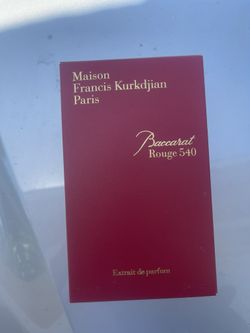 Maison
Francis Kurkdjian
Paris
Baccarat
Rouge 540
Extrait de parfum